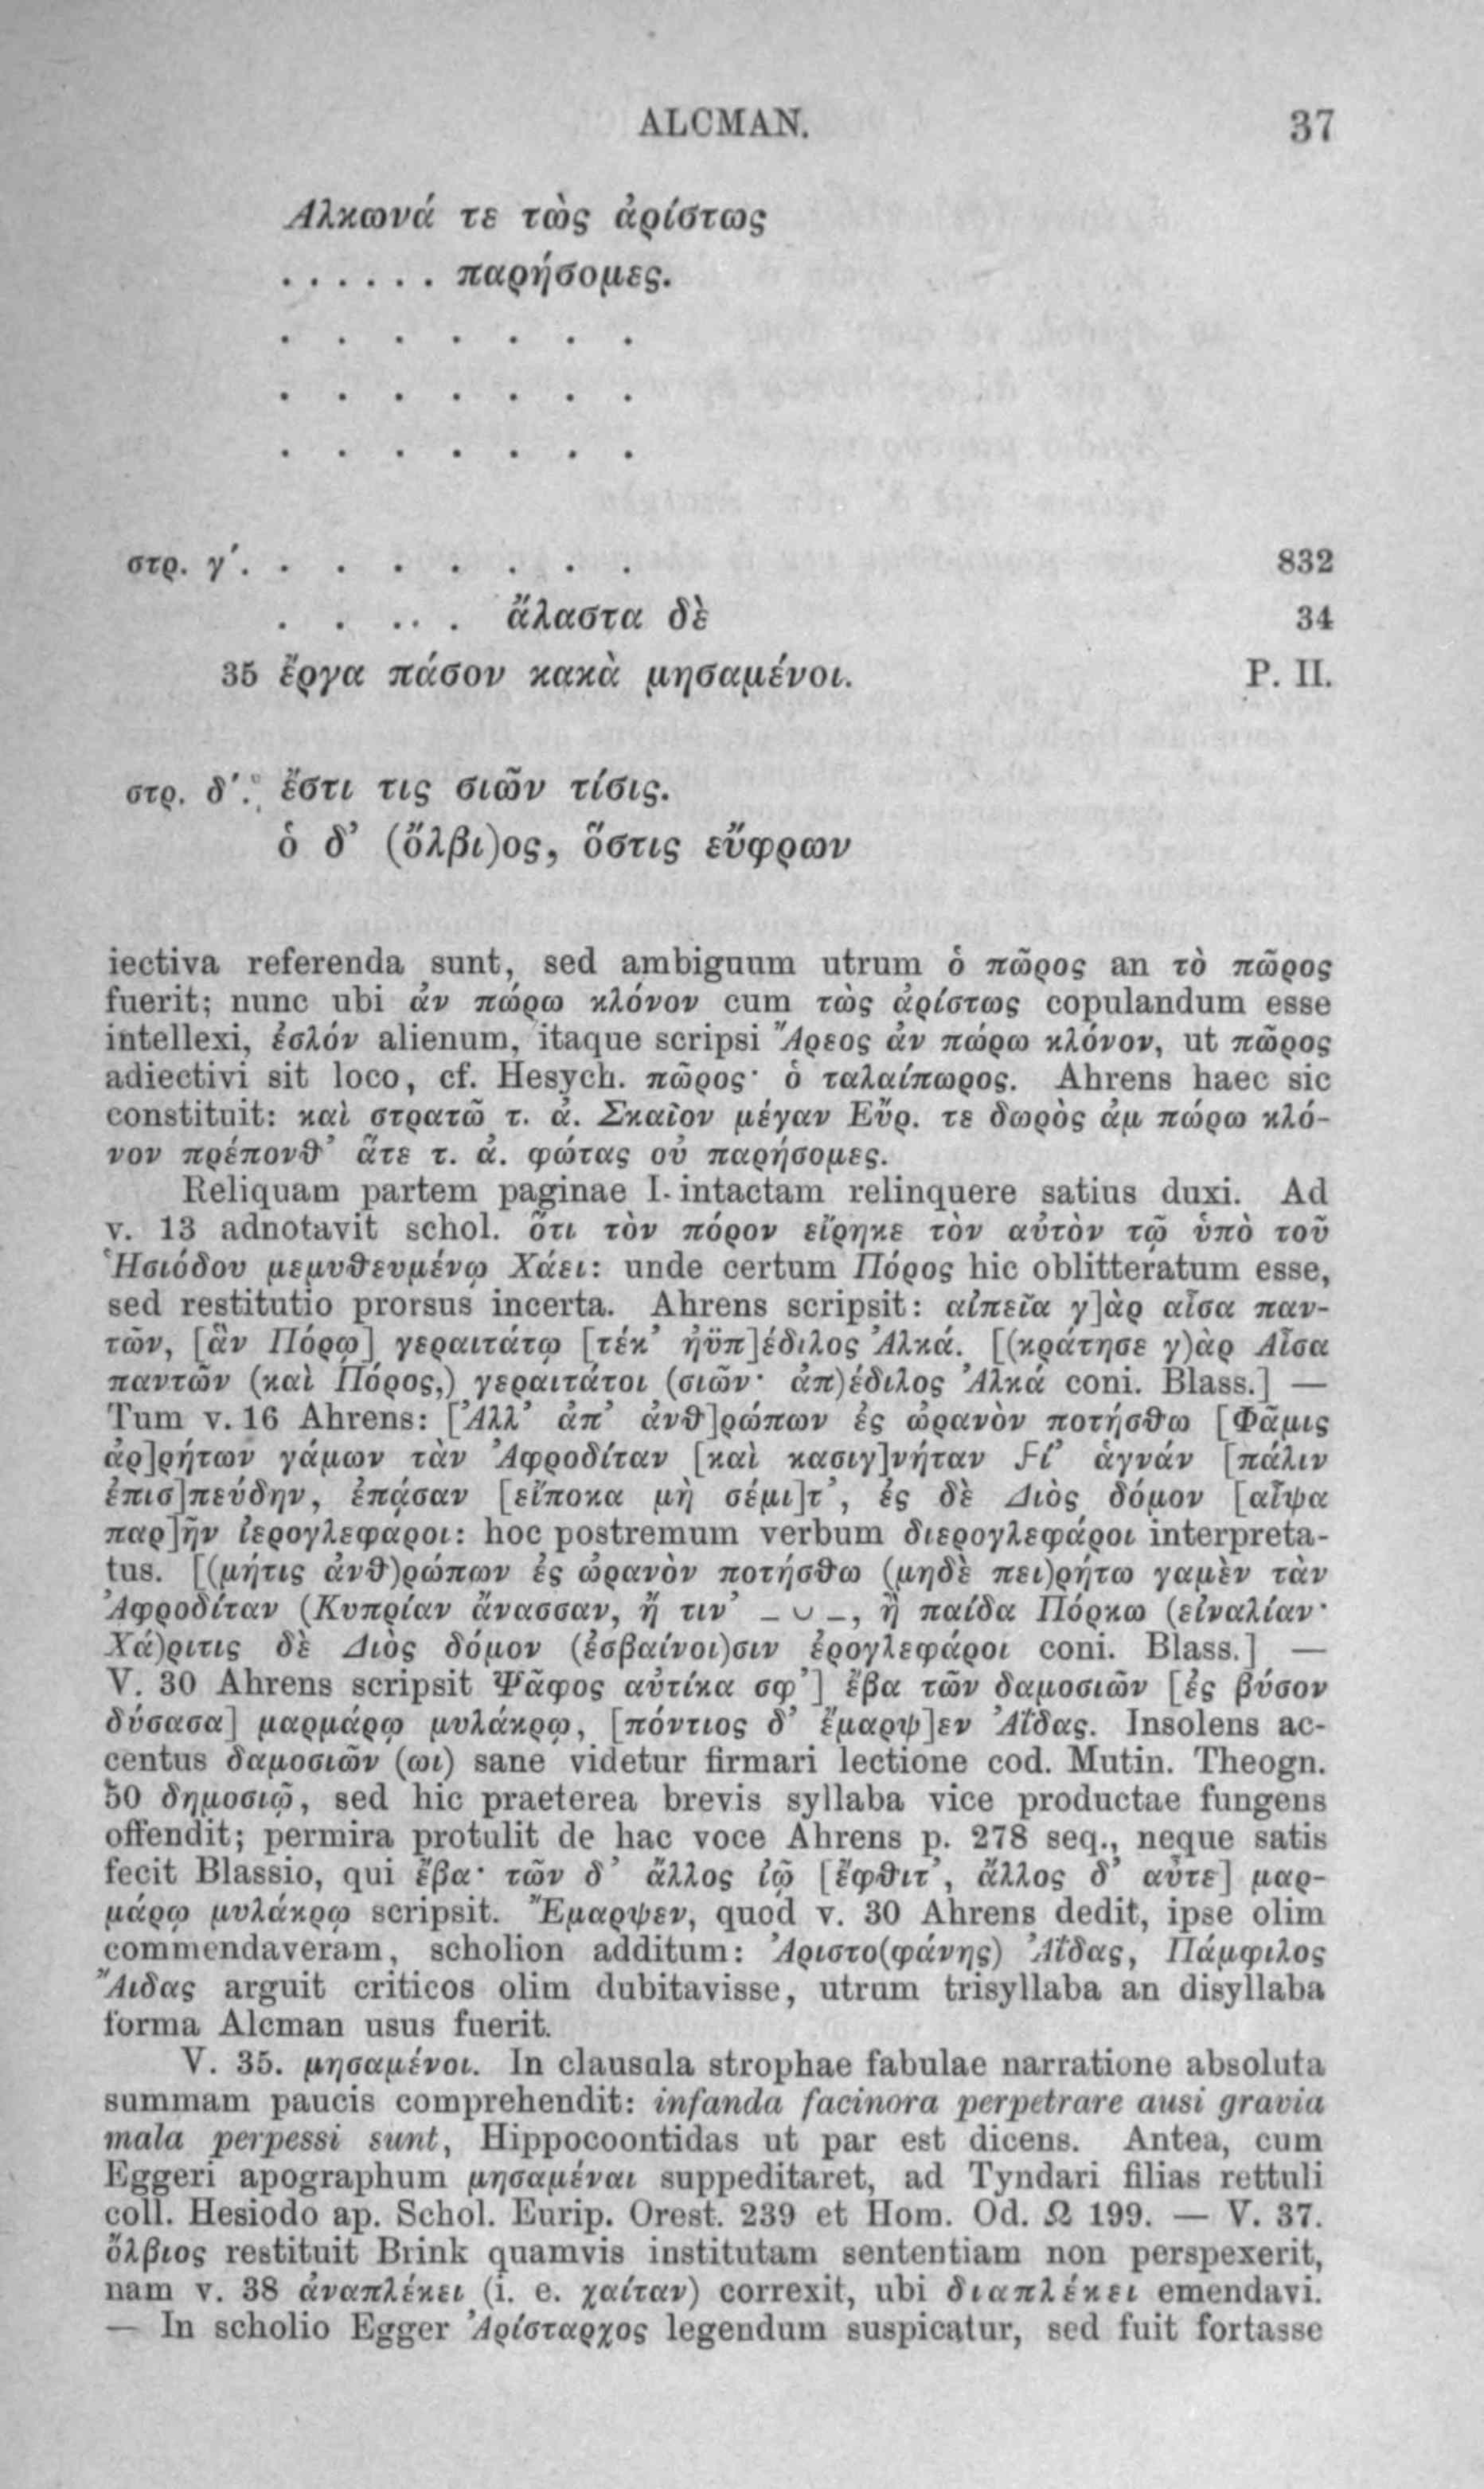 ALCMAN. 37
Ἀλκωνά τε τὼς ἀρίστως
. . . . . . παρήσομες.
. . . . . . .
. . . . . . .
. . . . . . .
στρ. γ΄. . . . . . . . 832
. . . . . ἄλαστα δὲ 34
35 ἔργα πάσον κακὰ μησαμένοι. P. II.
στρ. δ΄. ἔστι τις σιῶν τίσις.
ὁ δ’ (ὄλβι)ος, ὅστις εὔφρων
iectiva referenda sunt, sed ambiguum utrum ὁ πῶρος an τὸ πῶρος
fuerit; nunc ubi ἀν πώρω κλόνον cum τὼς ἀρίστως copulandum esse
intellexi, ἐσλόν alienum, itaque scripsi Ἄρεος ἀν πώρω κλόνον, ut πῶρος
adiectivi sit loco, cf. Hesych. πῶρος· ὁ ταλαίπωρος. Ahrens haec sic
constituit: καὶ στρατῶ τ. ἀ. Σκαῖον μέγαν Εὔρ. τε δωρὸς ἀμ πώρω κλό-
νον πρέπονθ’ ἅτε τ. ἀ. φώτας οὐ παρήσομες.
Reliquam partem paginae I. intactam relinquere satius duxi. Ad
v. 13 adnotavit schol. ὅτι τὸν πόρον εἴρηκε τὸν αὐτὸν τῷ ὑπὸ τοῦ
Ἡσιόδου μεμυθευμένῳ Χάει: unde certum Πόρος hic oblitteratum esse,
sed restitutio prorsus incerta. Ahrens scripsit: αἰπεῖα γ]ὰρ αἶσα παν-
τῶν, [ἃν Πόρῳ] γεραιτάτῳ [τέκ’ ἠϋπ]έδιλος Ἀλκά. [(κράτησε γ)ὰρ Αἶσα
παντῶν (καὶ Πόρος,) γεραιτάτοι (σιῶν· ἀπ)έδιλος Ἀλκά coni. Blass.] —
Tum v. 16 Ahrens: [Ἀλλ’ ἀπ’ ἀνθ]ρώπων ἐς ὠρανὸν ποτήσθω [Φᾶμις
ἀρ]ρήτων γάμων τὰν Ἀφροδίταν [καὶ κασιγ]νήταν Ϝί’ ἁγνάν [πάλιν
ἐπισ]πεύδην, ἐπάσαν [εἴποκα μὴ σέμι]τ’, ἐς δὲ Διὸς δόμον [αἶψα
παρ]ῆν ἱερογλεφαροι: hoc postremum verbum διερογλεφάροι interpreta-
tus. [(μήτις ἀνθ)ρώπων ἐς ὠρανὸν ποτήσθω (μηδὲ πει)ρήτω γαμὲν τὰν
Ἀφροδίταν (Κυπρίαν ἄνασσαν, ἤ τιν’ – ∪ –, ἢ παίδα Πόρκω (εἰναλίαν·
Χά)ριτις δὲ Διὸς δόμον (ἐσβαίνοι)σιν ἐρογλεφάροι coni. Blass.] —
V. 30 Ahrens scripsit Ψᾶφος αὐτίκα σφ’] ἔβα τῶν δαμοσιῶν [ἐς βύσον
δύσασα] μαρμάρῳ μυλάκρῳ, [πόντιος δ’ ἔμαρψ]εν Ἀΐδας. Insolens ac-
centus δαμοσιῶν (ωι) sane videtur firmari lectione cod. Mutin. Theogn.
50 δημοσιῷ, sed hic praeterea brevis syllaba vice productae fungens
offendit; permira protulit de hac voce Ahrens p. 278 seq., neque satis
fecit Blassio, qui ἔβα· τῶν δ’ ἄλλος ἰῷ [ἔφθιτ’, ἄλλος δ’ αὖτε] μαρ-
μάρῳ μυλάκρῳ scripsit. Ἔμαρψεν, quod v. 30 Ahrens dedit, ipse olim
commendaveram, scholion additum: Ἀριστο(φάνης) Ἀΐδας, Πάμφιλος
Ἄιδας arguit criticos olim dubitavisse, utrum trisyllaba an disyllaba
forma Alcman usus fuerit.
V. 35. μησαμένοι. In clausula strophae fabulae narratione absoluta
summam paucis comprehendit: infanda facinora perpetrare ausi gravia
mala perpessi sunt, Hippocoontidas ut par est dicens. Antea, cum
Eggeri apographum μησαμέναι suppeditaret, ad Tyndari filias rettuli
coll. Hesiodo ap. Schol. Eurip. Orest. 239 et Hom. Od. Ω 199. — V. 37.
ὄλβιος restituit Brink quamvis institutam sententiam non perspexerit,
nam v. 38 ἀναπλέκει (i. e. χαίταν) correxit, ubi διαπλέκει emendavi.
— In scholio Egger Ἀρίσταρχος legendum suspicatur, sed fuit fortasse